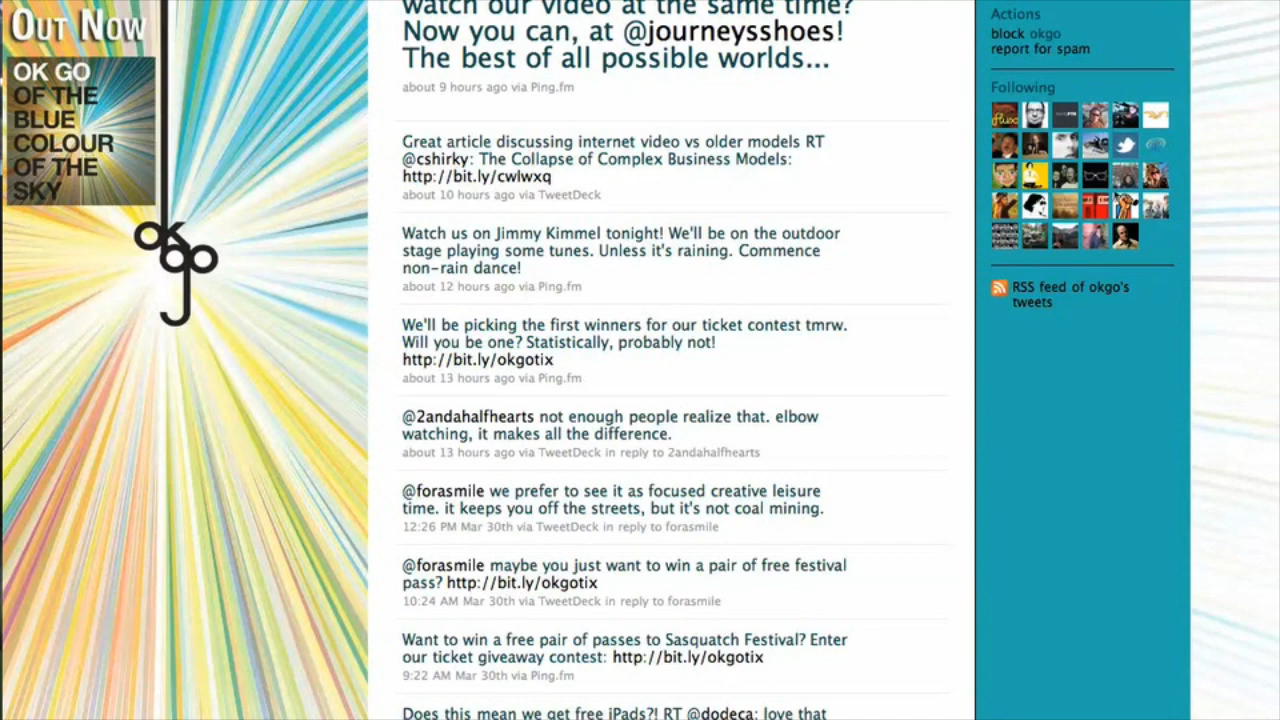 OUT NOW
OK GO
OF THE
BLUE
COLOUR
OF THE
SKY
ok
go
watch our video at the same time?
Now you can, at @journeysshoes!
The best of all possible worlds...
about 9 hours ago via Ping.fm
Great article discussing internet video vs older models RT
@cshirky: The Collapse of Complex Business Models:
http://bit.ly/cwlwxq
about 10 hours ago via TweetDeck
Watch us on Jimmy Kimmel tonight! We'll be on the outdoor
stage playing some tunes. Unless it's raining. Commence
non-rain dance!
about 12 hours ago via Ping.fm
We'll be picking the first winners for our ticket contest tmrw.
Will you be one? Statistically, probably not!
http://bit.ly/okgotix
about 13 hours ago via Ping.fm
@2andahalfhearts not enough people realize that. elbow
watching, it makes all the difference.
about 13 hours ago via TweetDeck in reply to 2andahalfhearts
@forasmile we prefer to see it as focused creative leisure
time. it keeps you off the streets, but it's not coal mining.
12:26 PM Mar 30th via TweetDeck in reply to forasmile
@forasmile maybe you just want to win a pair of free festival
pass? http://bit.ly/okgotix
10:24 AM Mar 30th via TweetDeck in reply to forasmile
Want to win a free pair of passes to Sasquatch Festival? Enter
our ticket giveaway contest: http://bit.ly/okgotix
9:22 AM Mar 30th via Ping.fm
Does this mean we get free iPads?! RT @dodeca: love that
Actions
block okgo
report for spam
Following
RSS feed of okgo's
tweets